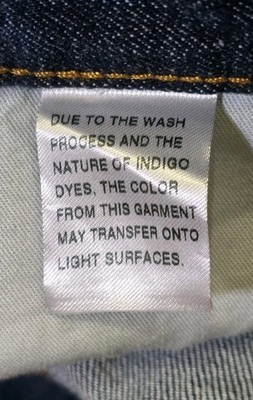 DUE TO THE WASH
PROCESS AND THE
NATURE OF INDIGO
DYES, THE COLOR
FROM THIS GARMENT
MAY TRANSFER ONTO
LIGHT SURFACES.